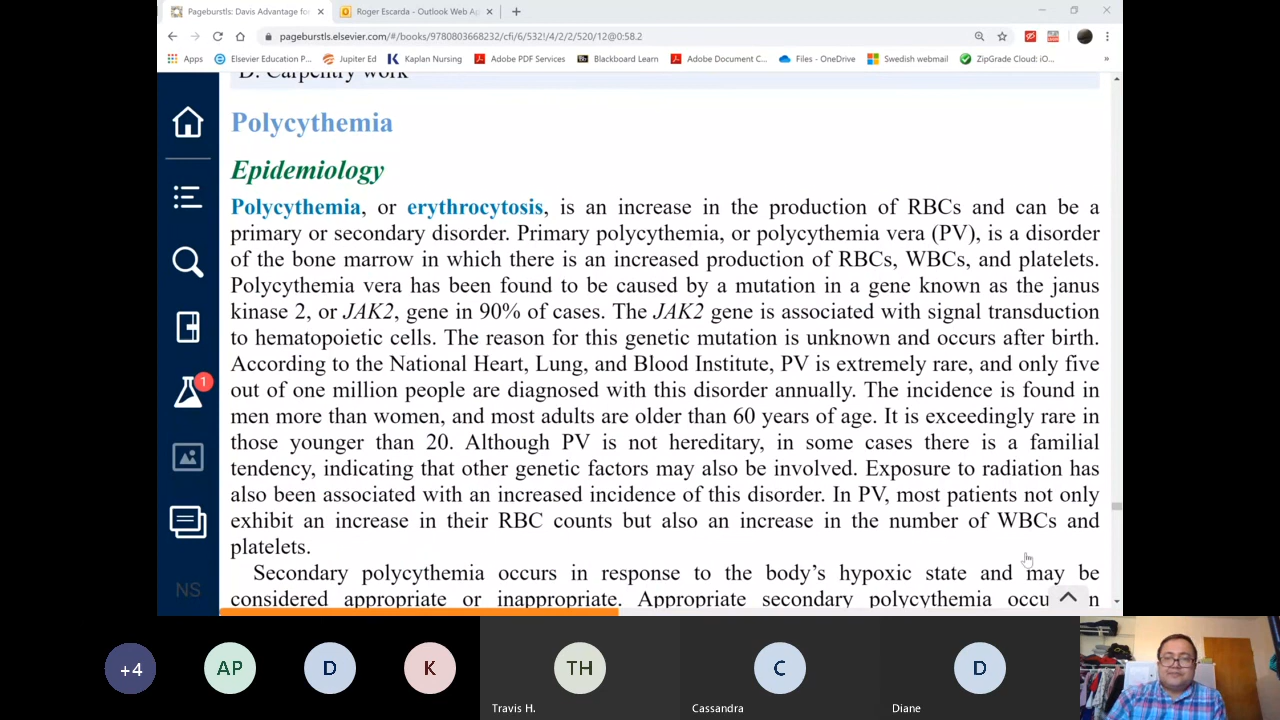 Pageburstls: Davis Advantage for
Roger Escarda - Outlook Web Ap
pageburstls.elsevier.com/#/books/9780803668232/cfi/6/532!/4/2/2/520/12@0:58.2
Apps
Elsevier Education P...
Jupiter Ed
Kaplan Nursing
Adobe PDF Services
Blackboard Learn
Adobe Document C...
Files - OneDrive
Swedish webmail
ZipGrade Cloud: iO...
»
D. Carpentry work
Polycythemia
Epidemiology
Polycythemia, or erythrocytosis, is an increase in the production of RBCs and can be a
primary or secondary disorder. Primary polycythemia, or polycythemia vera (PV), is a disorder
of the bone marrow in which there is an increased production of RBCs, WBCs, and platelets.
Polycythemia vera has been found to be caused by a mutation in a gene known as the janus
kinase 2, or JAK2, gene in 90% of cases. The JAK2 gene is associated with signal transduction
to hematopoietic cells. The reason for this genetic mutation is unknown and occurs after birth.
According to the National Heart, Lung, and Blood Institute, PV is extremely rare, and only five
out of one million people are diagnosed with this disorder annually. The incidence is found in
men more than women, and most adults are older than 60 years of age. It is exceedingly rare in
those younger than 20. Although PV is not hereditary, in some cases there is a familial
tendency, indicating that other genetic factors may also be involved. Exposure to radiation has
also been associated with an increased incidence of this disorder. In PV, most patients not only
exhibit an increase in their RBC counts but also an increase in the number of WBCs and
platelets.
Secondary polycythemia occurs in response to the body's hypoxic state and may be
considered appropriate or inappropriate. Appropriate secondary polycythemia occu n
1
NS
+4
AP
D
K
TH
C
D
Travis H.
Cassandra
Diane